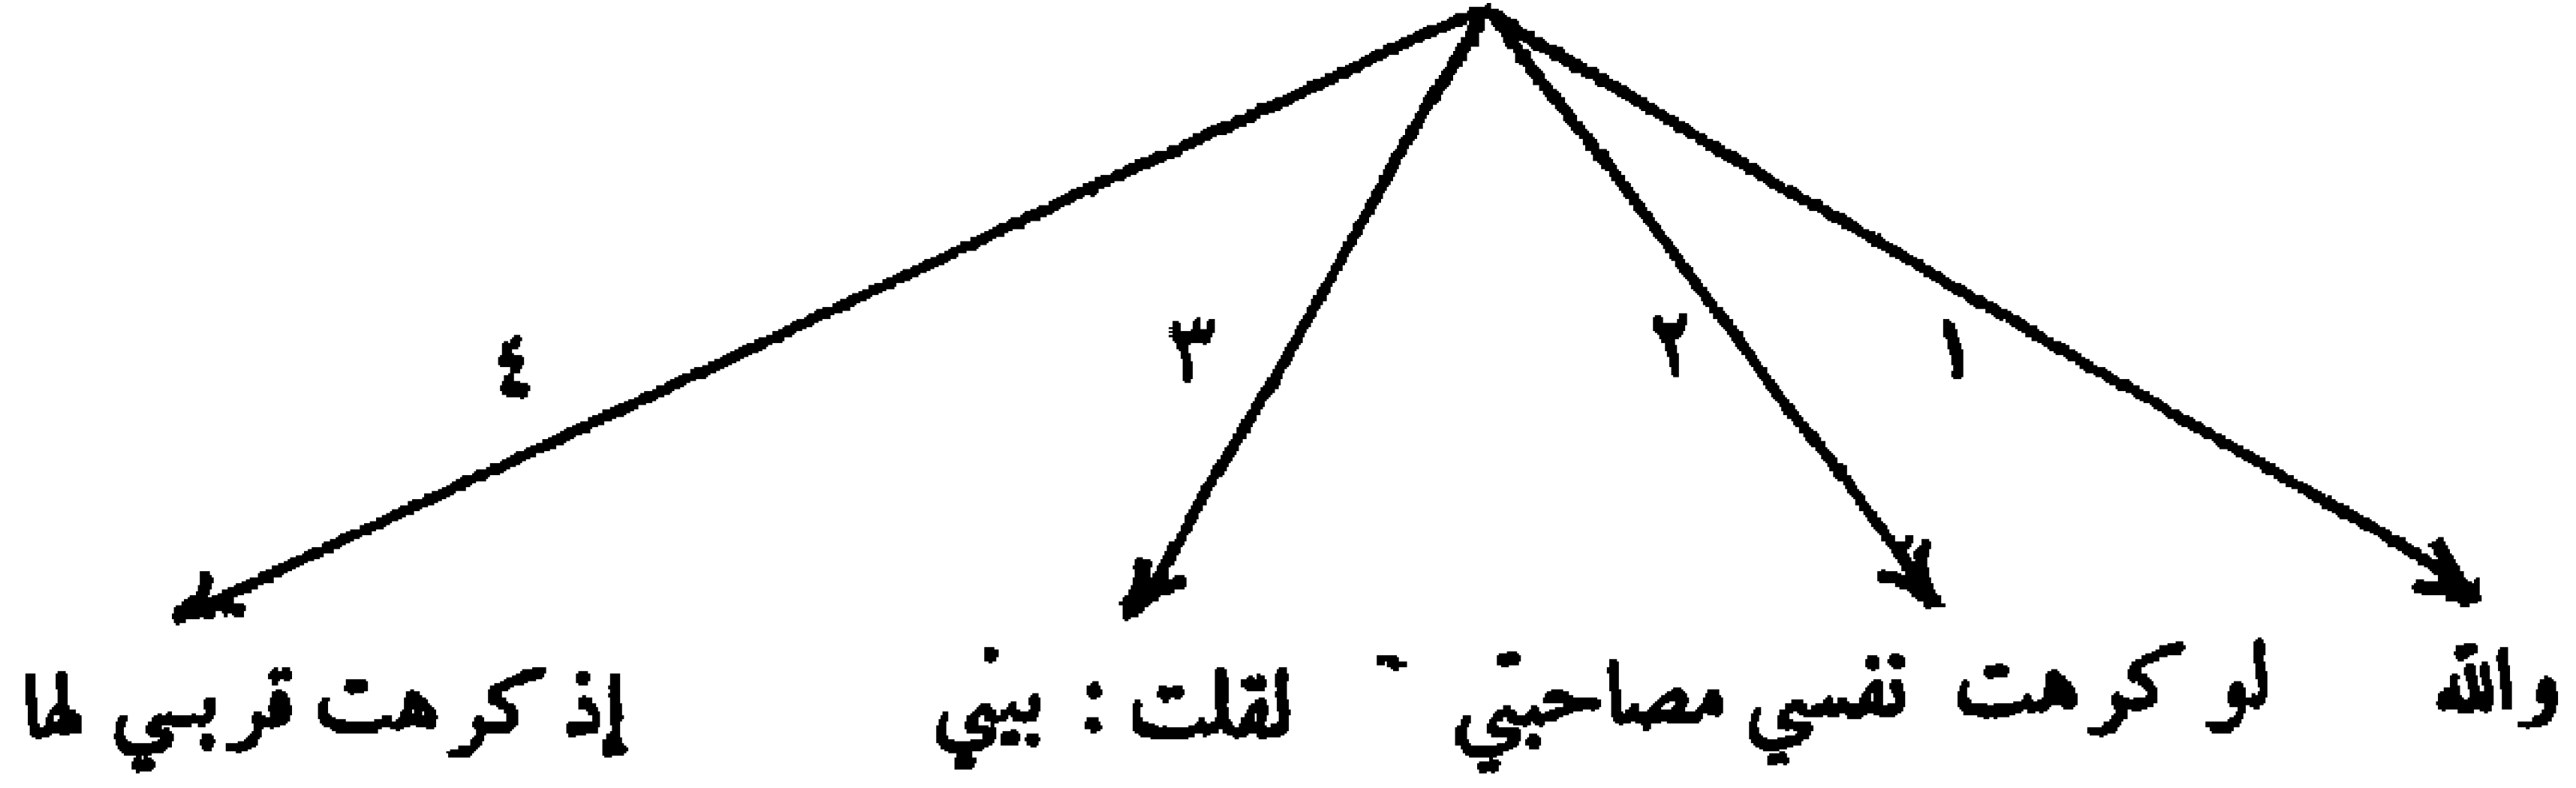 ١ ٢ ٣ ٤
والله لو كرهت نفسي مصاحبتي لقلت : بيني إذ كرهت قربي لها